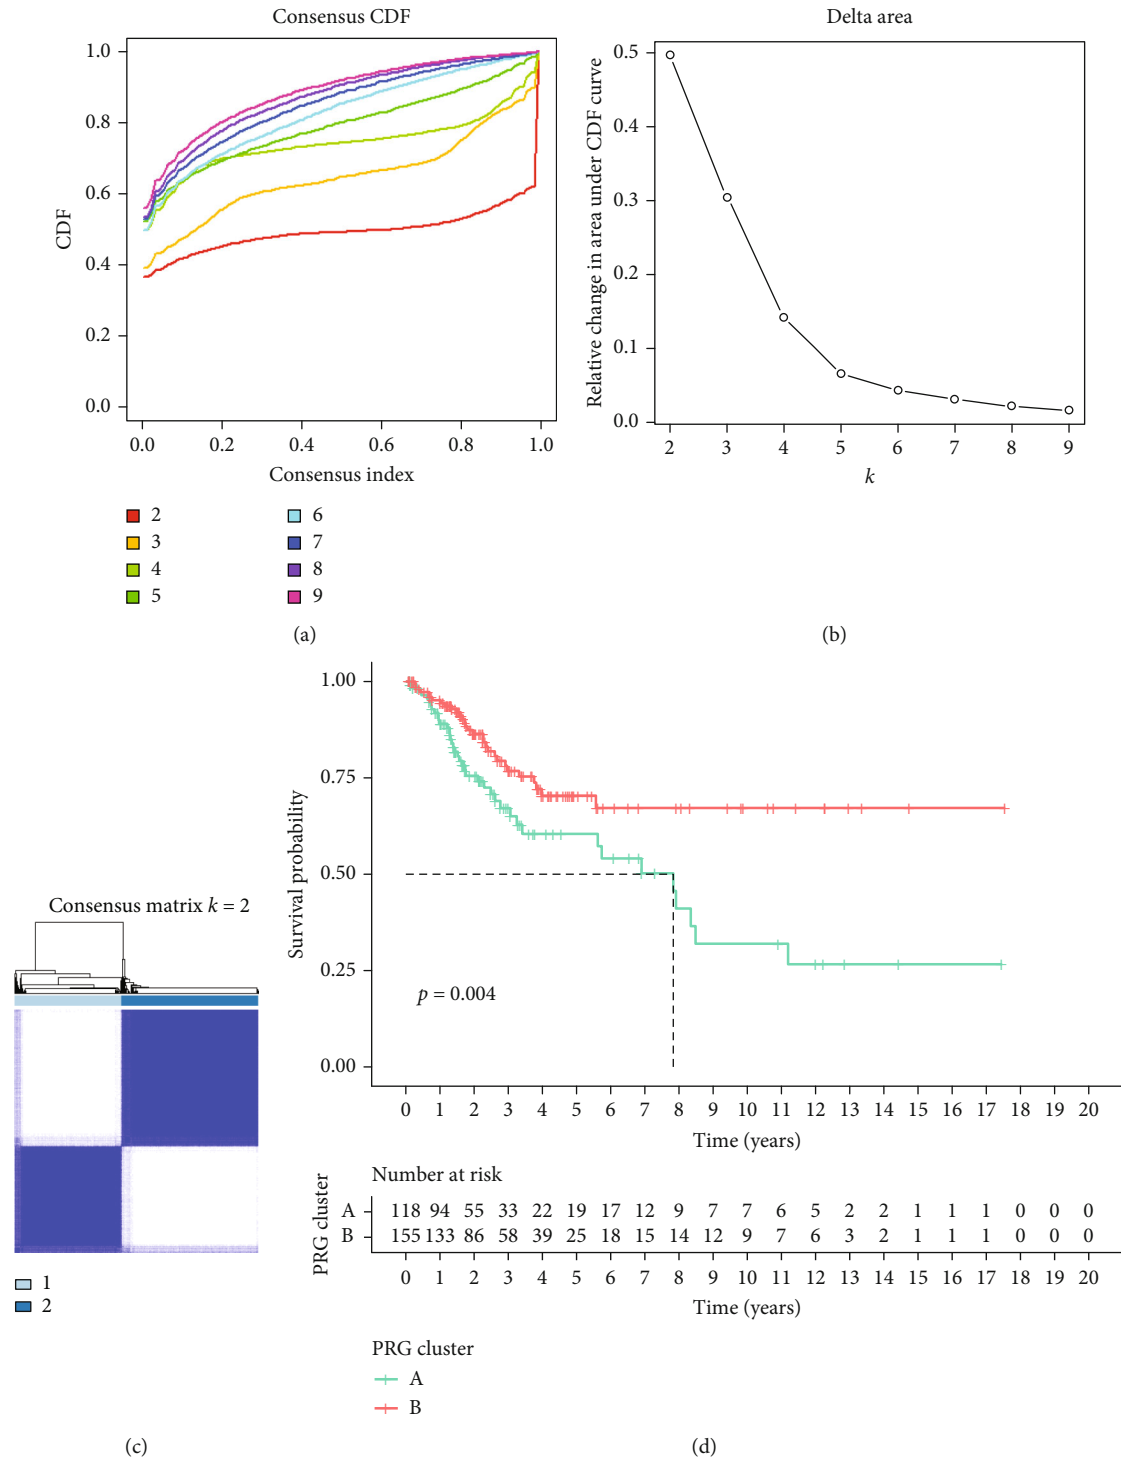 Consensus CDF
1.0
0.8
0.6
0.4
0.2
0.0
CDF
0.0 0.2 0.4 0.6 0.8 1.0
Consensus index
2
3
4
5
6
7
8
9
(a)
Delta area
0.5
0.4
0.3
0.2
0.1
0.0
Relative change in area under CDF curve
2 3 4 5 6 7 8 9
k
(b)
Consensus matrix k = 2
1
2
(c)
1.00
0.75
0.50
0.25
0.00
Survival probability
p = 0.004
0 1 2 3 4 5 6 7 8 9 10 11 12 13 14 15 16 17 18 19 20
Time (years)
Number at risk
PRG cluster
A 118 94 55 33 22 19 17 12 9 7 7 6 5 2 2 1 1 1 0 0 0
B 155 133 86 58 39 25 18 15 14 12 9 7 6 3 2 1 1 1 0 0 0
0 1 2 3 4 5 6 7 8 9 10 11 12 13 14 15 16 17 18 19 20
Time (years)
PRG cluster
A
B
(d)